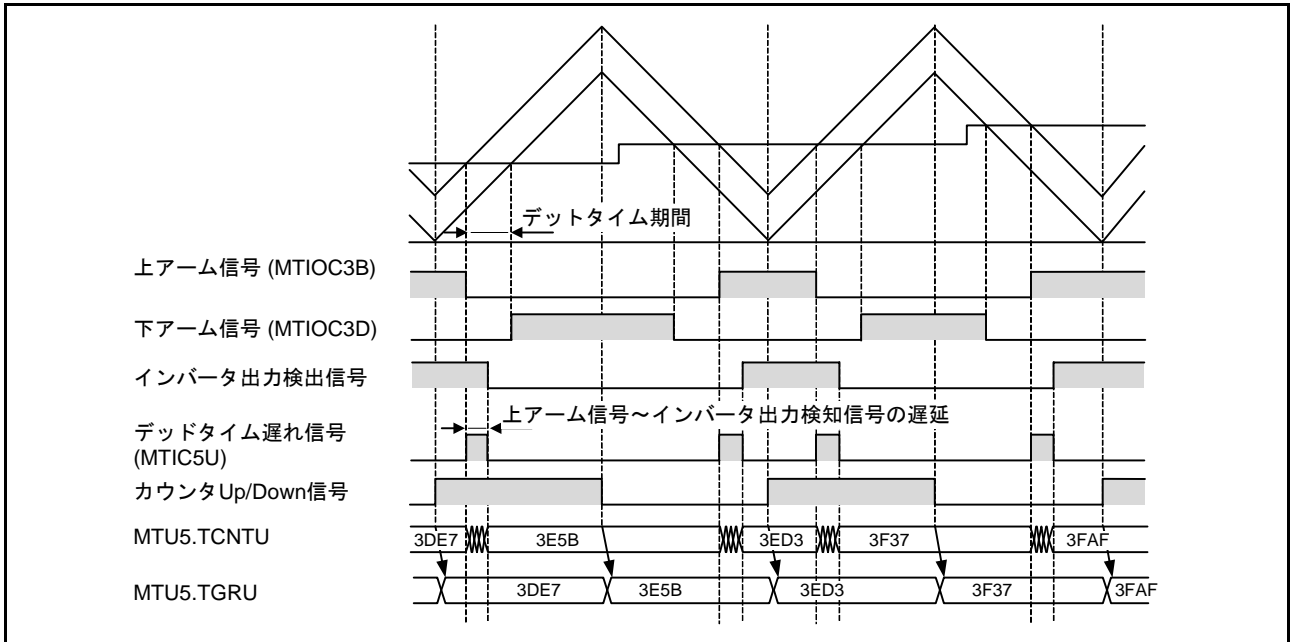 デットタイム期間
上アーム信号 (MTIOC3B)
下アーム信号 (MTIOC3D)
インバータ出力検出信号
上アーム信号～インバータ出力検知信号の遅延
デッドタイム遅れ信号
(MTIC5U)
カウンタUp/Down信号
MTU5.TCNTU 3DE7 3E5B 3ED3 3F37 3FAF
MTU5.TGRU 3DE7 3E5B 3ED3 3F37 3FAF